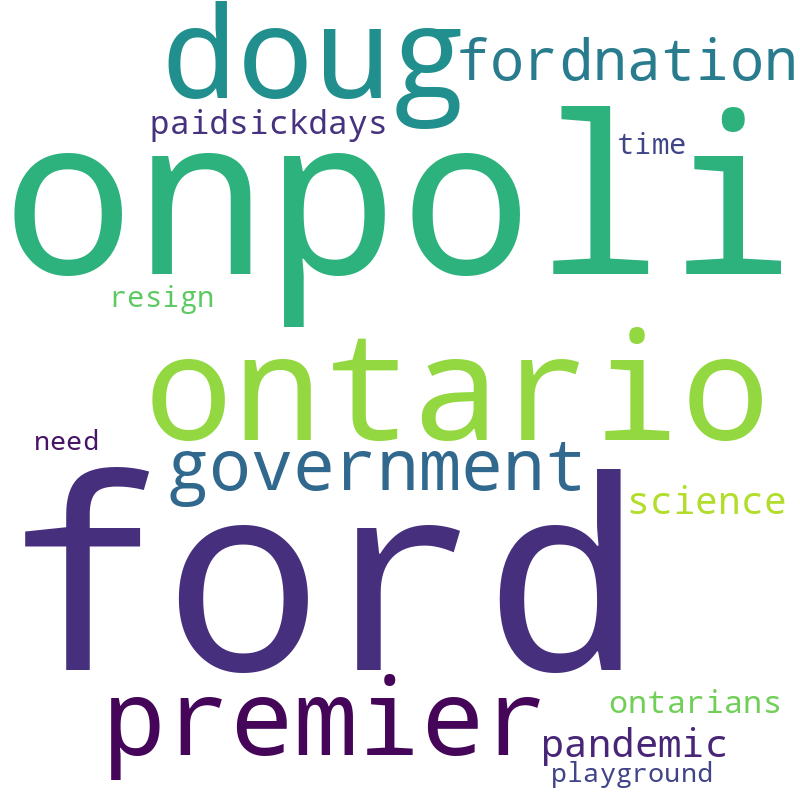 doug
fordnation
paidsickdays
time
onpoli
resign
ontario
need
government
science
ford
premier
ontarians
pandemic
playground